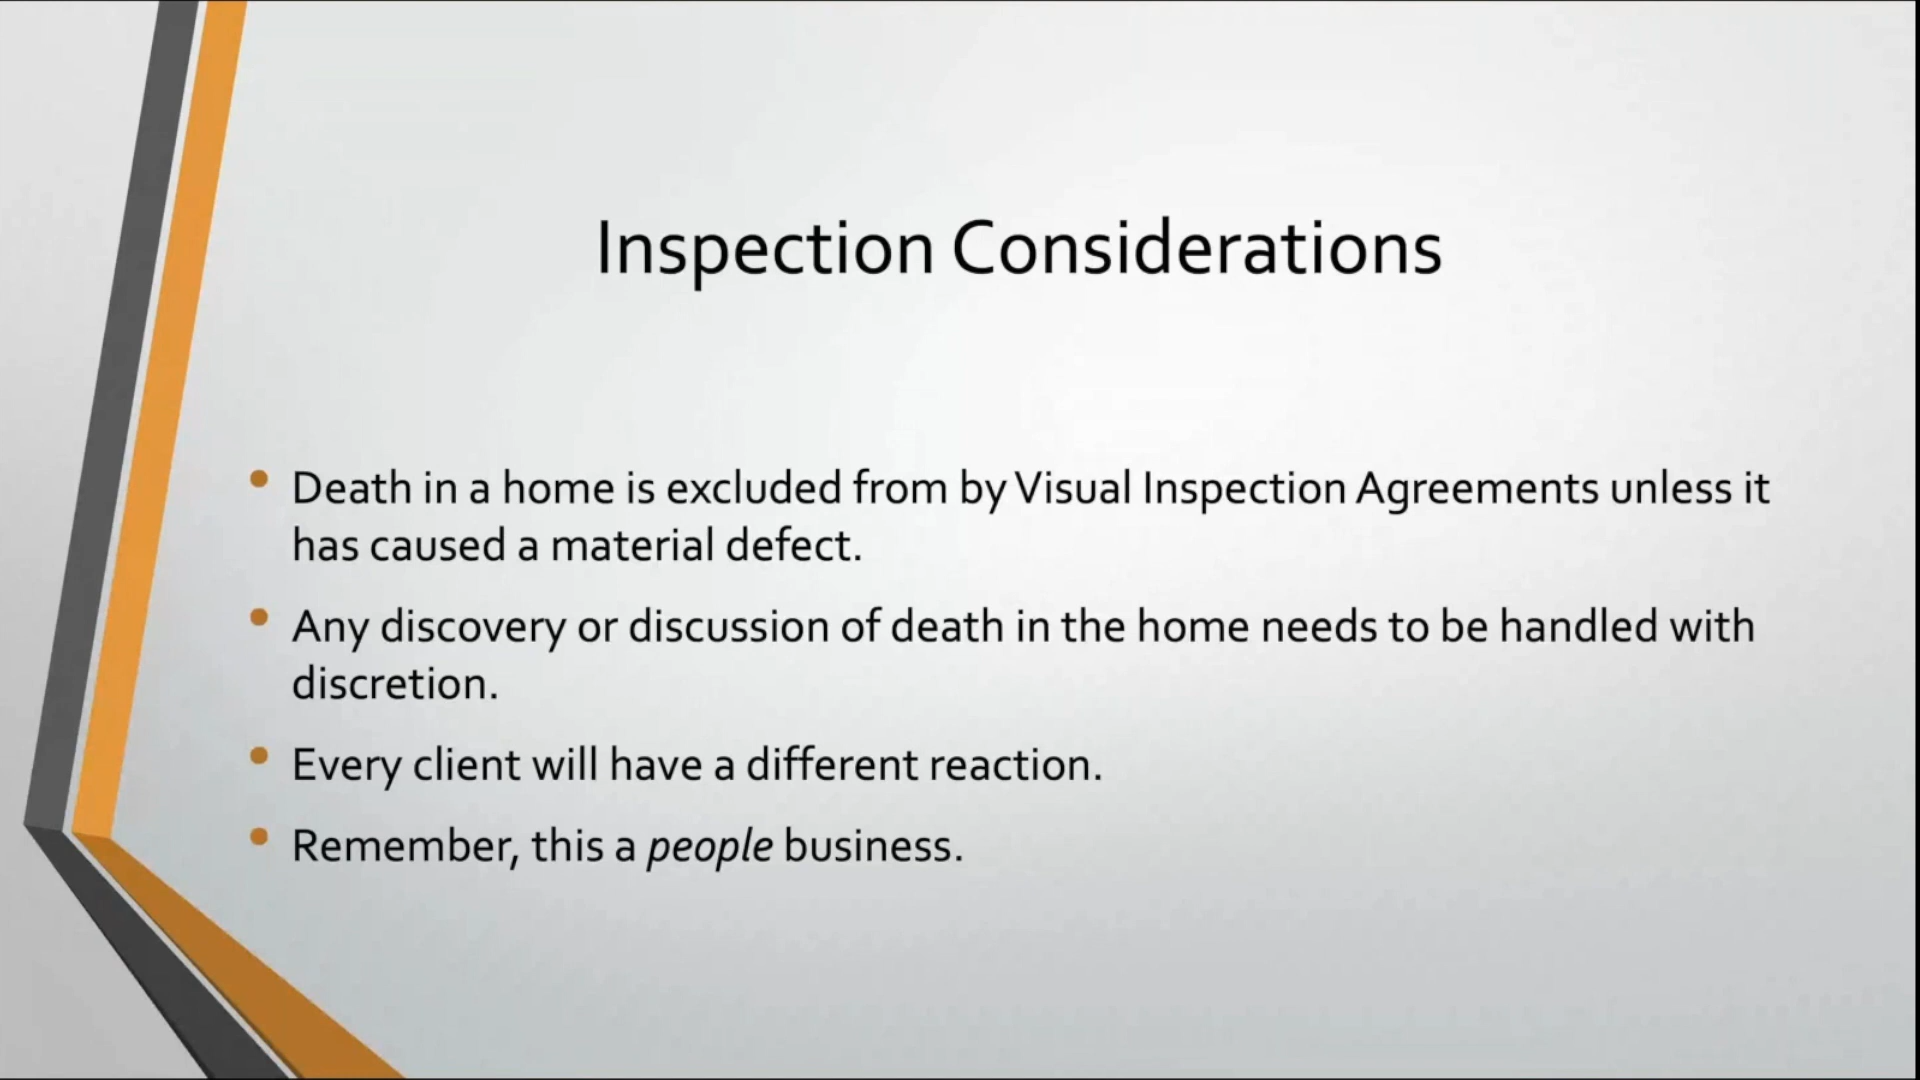 Inspection Considerations
Death in a home is excluded from by Visual Inspection Agreements unless it
has caused a material defect.
Any discovery or discussion of death in the home needs to be handled with
discretion.
Every client will have a different reaction.
Remember, this a people business.